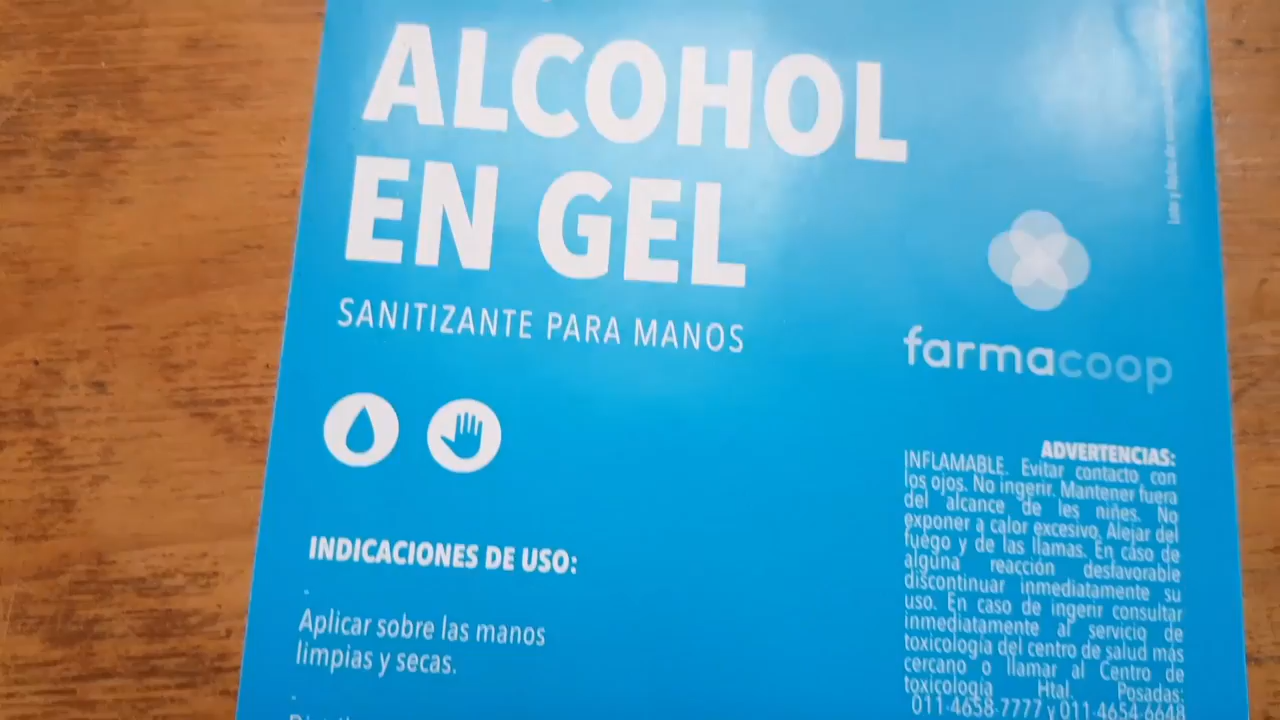 ALCOHOL
EN GEL
SANITIZANTE PARA MANOS
farmacoop
INDICACIONES DE USO:
Aplicar sobre las manos
limpias y secas.
ADVERTENCIAS:
INFLAMABLE. Evitar contacto con
los ojos. No ingerir. Mantener fuera
del alcance de les niñes. No
exponer a calor excesivo. Alejar del
fuego y de las llamas. En caso de
alguna reacción desfavorable
discontinuar inmediatamente su
uso. En caso de ingerir consultar
inmediatamente al servicio de
toxicología del centro de salud más
cercano o llamar al Centro de
toxicología Htal. Posadas:
011-4658-7777 y 011-4654-6648